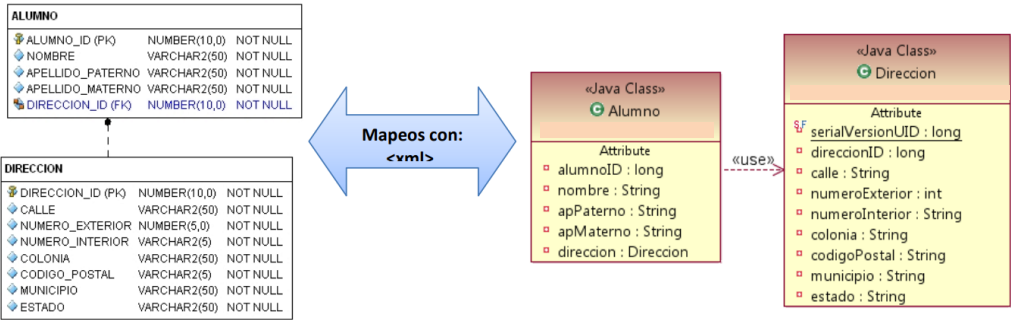 ALUMNO
ALUMNO_ID (PK) NUMBER(10,0) NOT NULL
NOMBRE VARCHAR2(50) NOT NULL
APELLIDO_PATERNO VARCHAR2(50) NOT NULL
APELLIDO_MATERNO VARCHAR2(50) NOT NULL
DIRECCION_ID (FK) NUMBER(10,0) NOT NULL
DIRECCION
DIRECCION_ID (PK) NUMBER(10,0) NOT NULL
CALLE VARCHAR2(50) NOT NULL
NUMERO_EXTERIOR NUMBER(5,0) NOT NULL
NUMERO_INTERIOR VARCHAR2(5) NOT NULL
COLONIA VARCHAR2(50) NOT NULL
CODIGO_POSTAL VARCHAR2(5) NOT NULL
MUNICIPIO VARCHAR2(50) NOT NULL
ESTADO VARCHAR2(50) NOT NULL
Mapeos con:
<xml>
«Java Class»
C Alumno
Attribute
alumnoID : long
nombre : String
apPaterno : String
apMaterno : String
direccion : Direccion
«use»
«Java Class»
C Direccion
Attribute
S F serialVersionUID : long
direccionID : long
calle : String
numeroExterior : int
numeroInterior : String
colonia : String
codigoPostal : String
municipio : String
estado : String